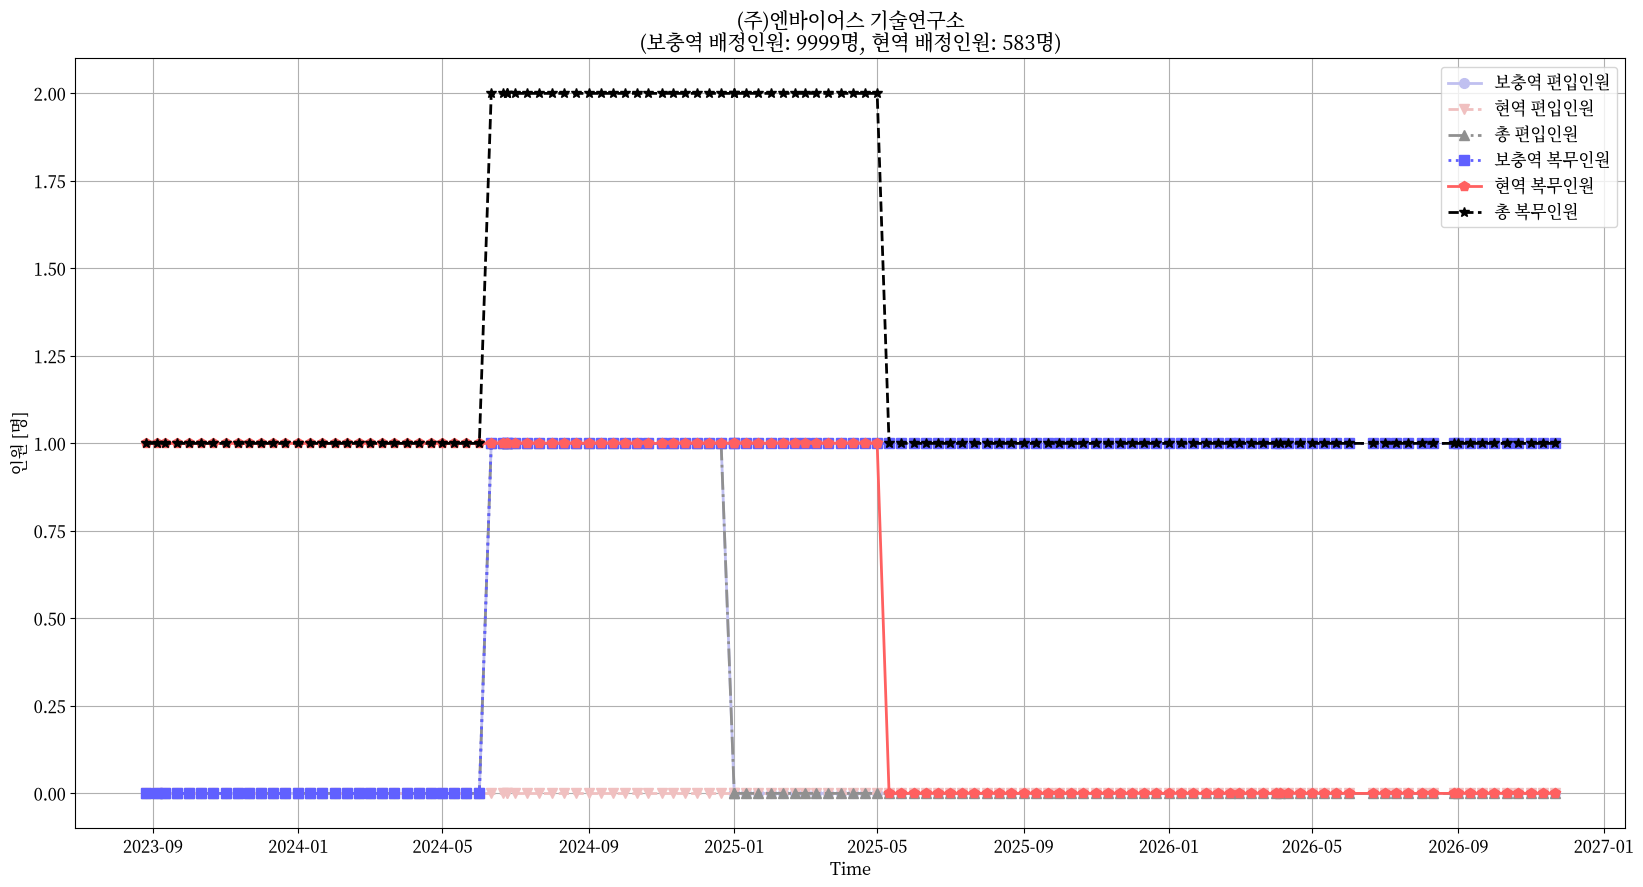 (주)엔바이어스 기술연구소
(보충역 배정인원: 9999명, 현역 배정인원: 583명)
보충역 편입인원
현역 편입인원
총 편입인원
보충역 복무인원
현역 복무인원
총 복무인원
인원 [명]
2.00
1.75
1.50
1.25
1.00
0.75
0.50
0.25
0.00
2023-09 2024-01 2024-05 2024-09 2025-01 2025-05 2025-09 2026-01 2026-05 2026-09 2027-01
Time